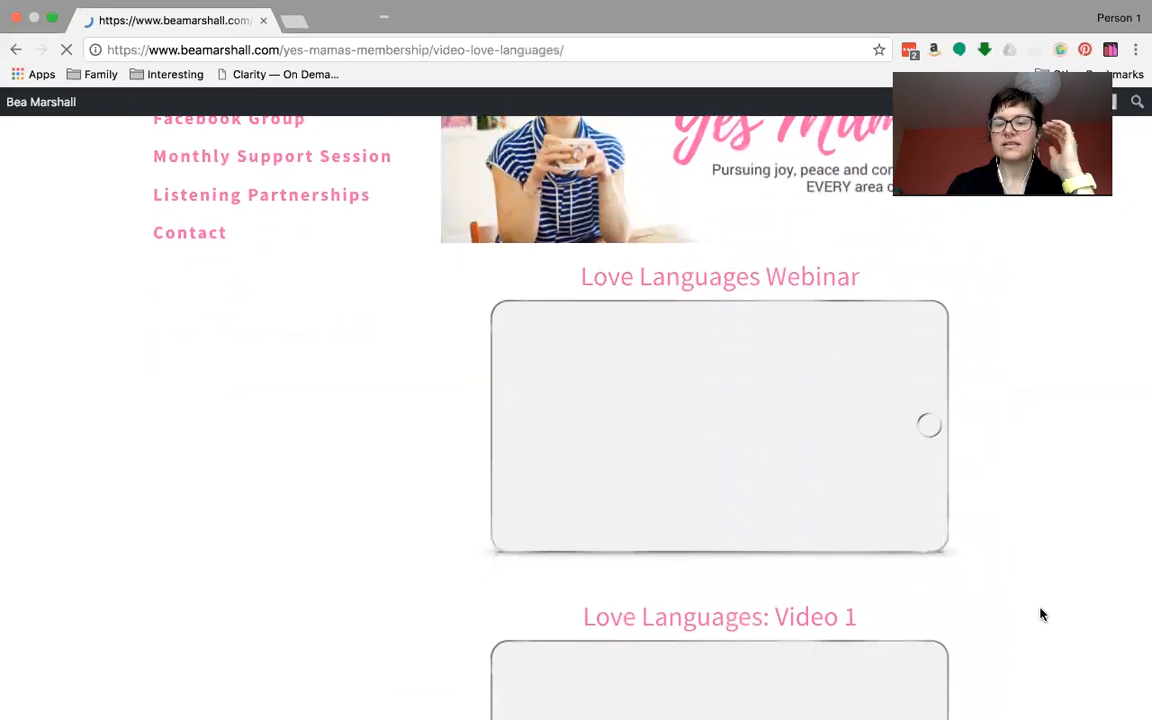 https://www.beamarshall.com/
Person 1
https://www.beamarshall.com/yes-mamas-membership/video-love-languages/
2
Apps
Family
Interesting
Clarity — On Dema...
Bea Marshall
Facebook Group
Monthly Support Session
Listening Partnerships
Contact
Pursuing joy, peace and
EVERY area
Love Languages Webinar
Love Languages: Video 1